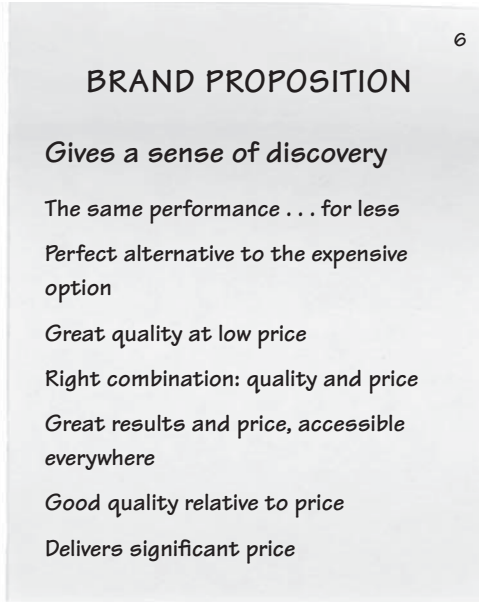 6
BRAND PROPOSITION
Gives a sense of discovery
The same performance . . . for less
Perfect alternative to the expensive
option
Great quality at low price
Right combination: quality and price
Great results and price, accessible
everywhere
Good quality relative to price
Delivers significant price